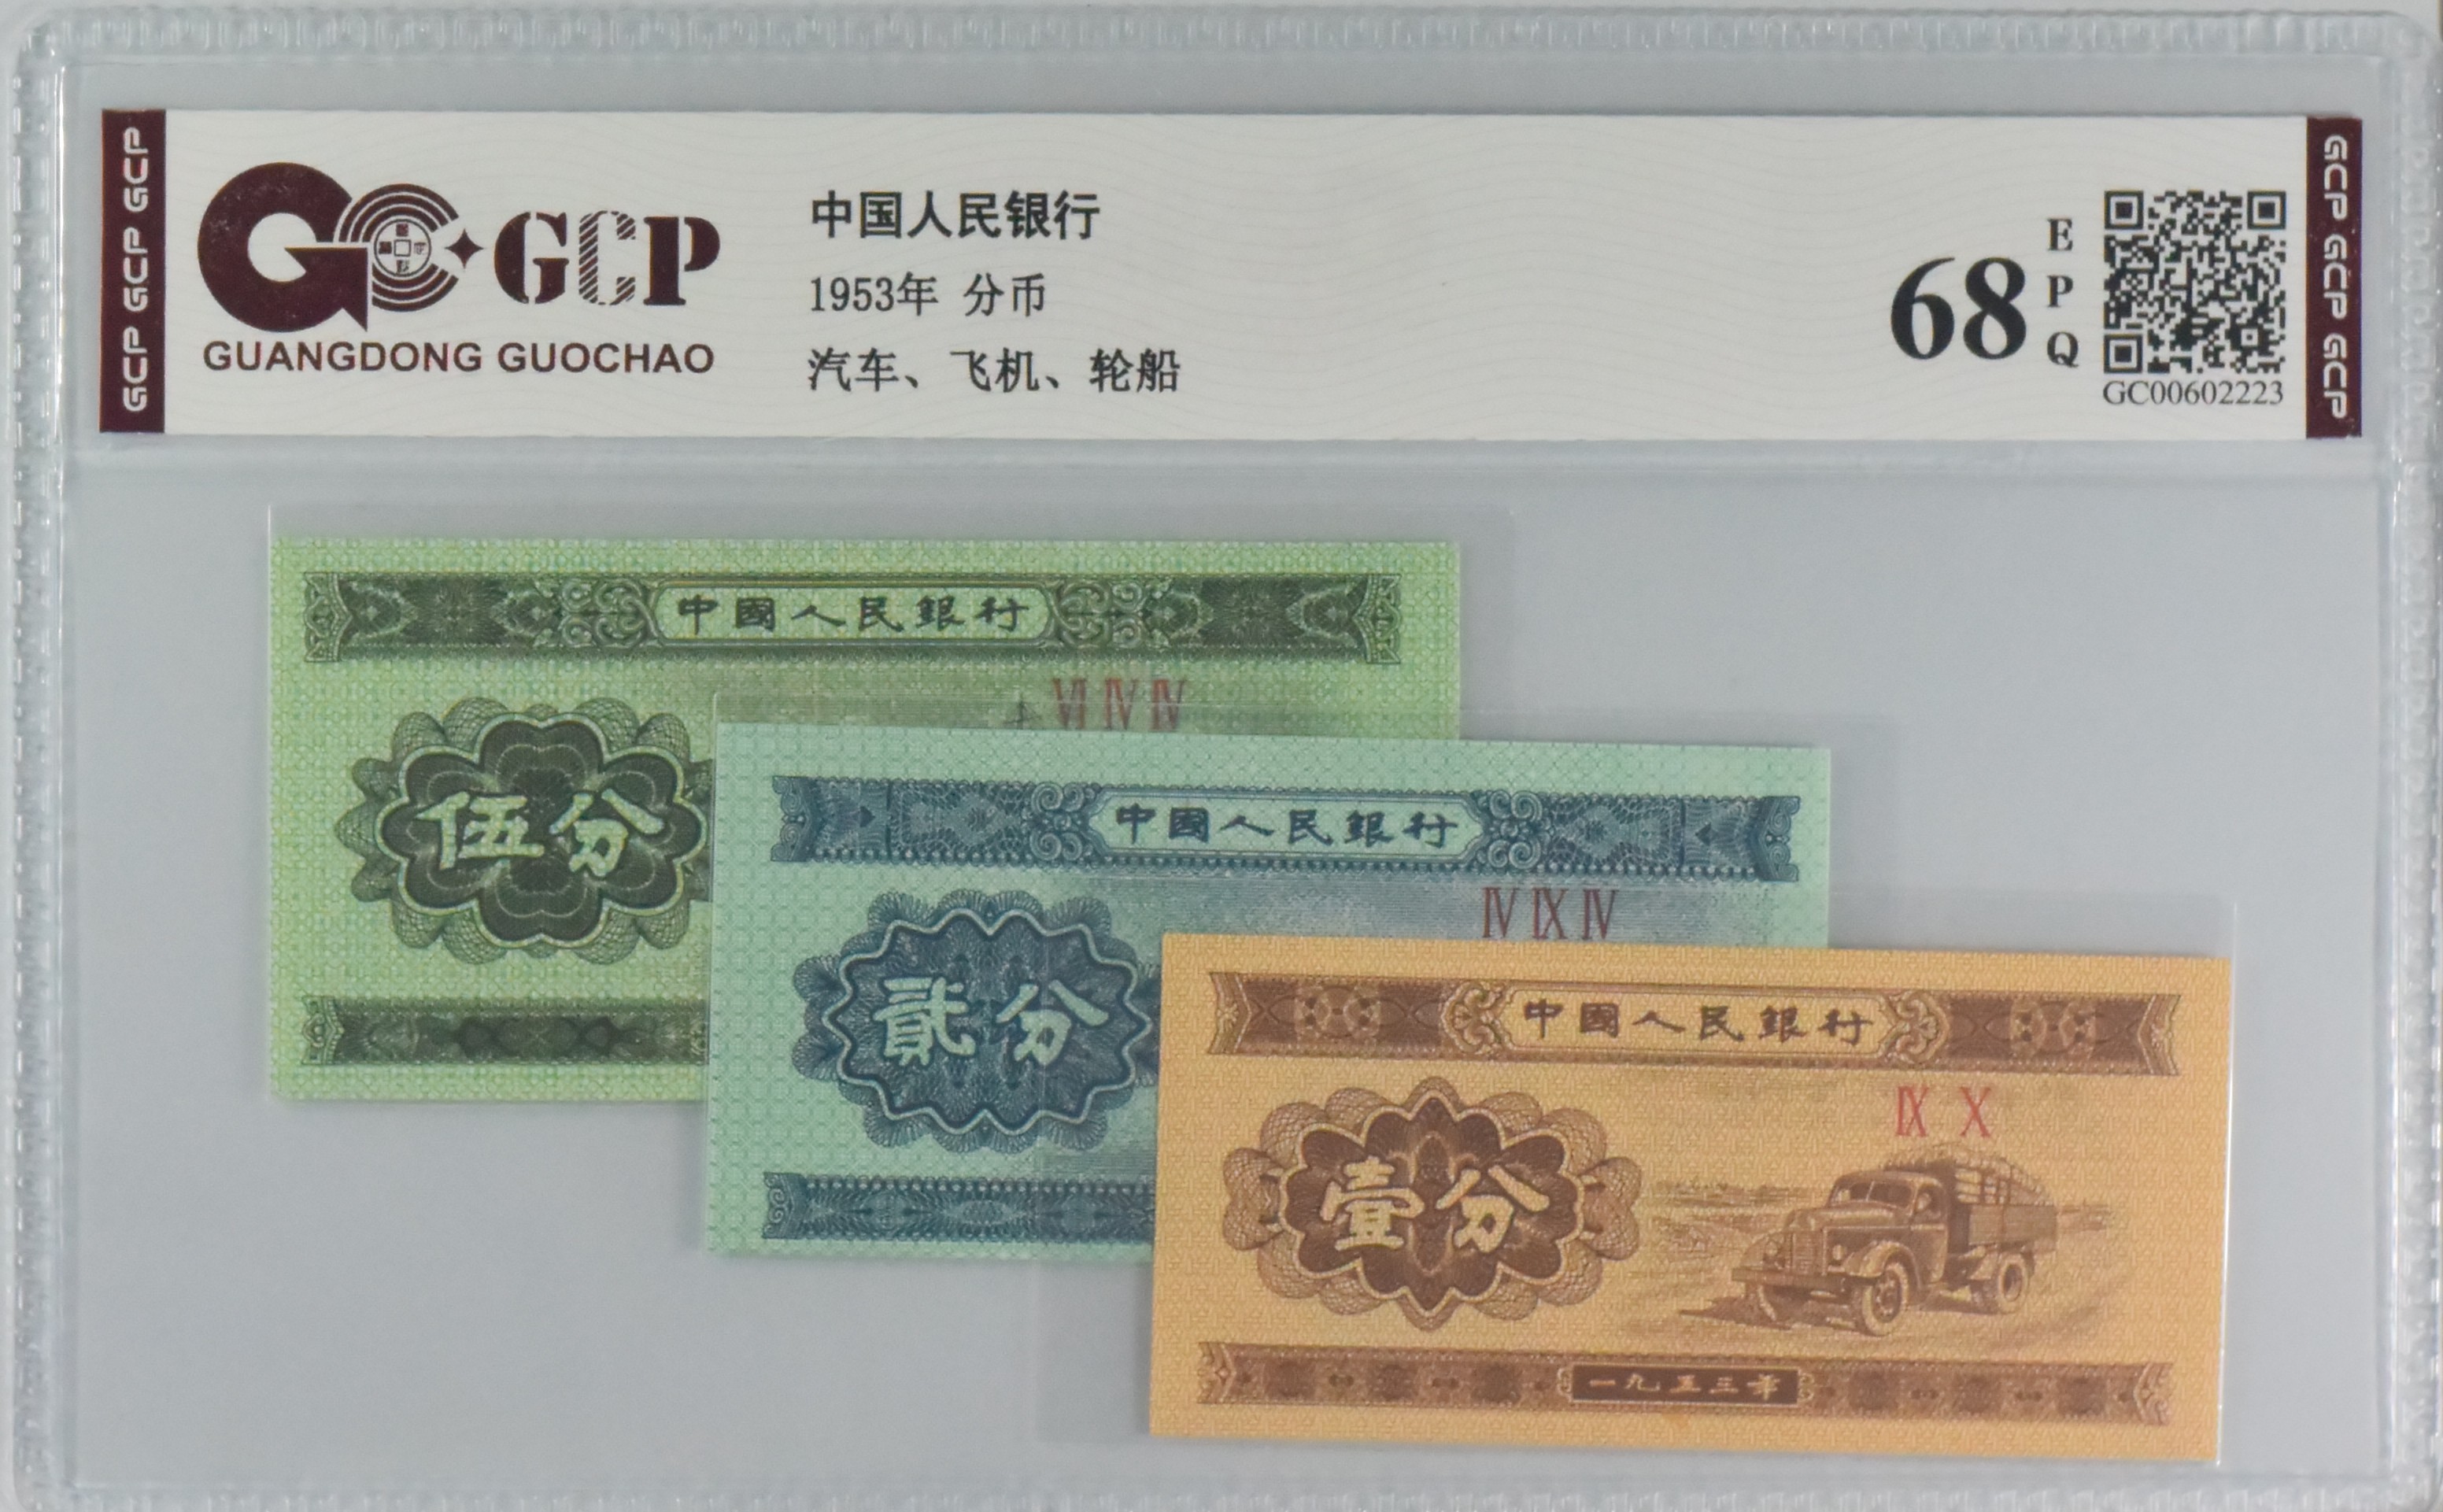 GCP GCP GCP
GCP
GUANGDONG GUOCHAO
中国人民银行
1953年 分币
汽车、飞机、轮船
68
EPQ
GC00602223
GCP GCP GCP
中國人民銀行
Ⅵ Ⅳ Ⅳ
伍分
中國人民銀行
Ⅳ Ⅸ Ⅳ
貳分
中國人民銀行
Ⅸ Ⅹ
壹分
一九五三年